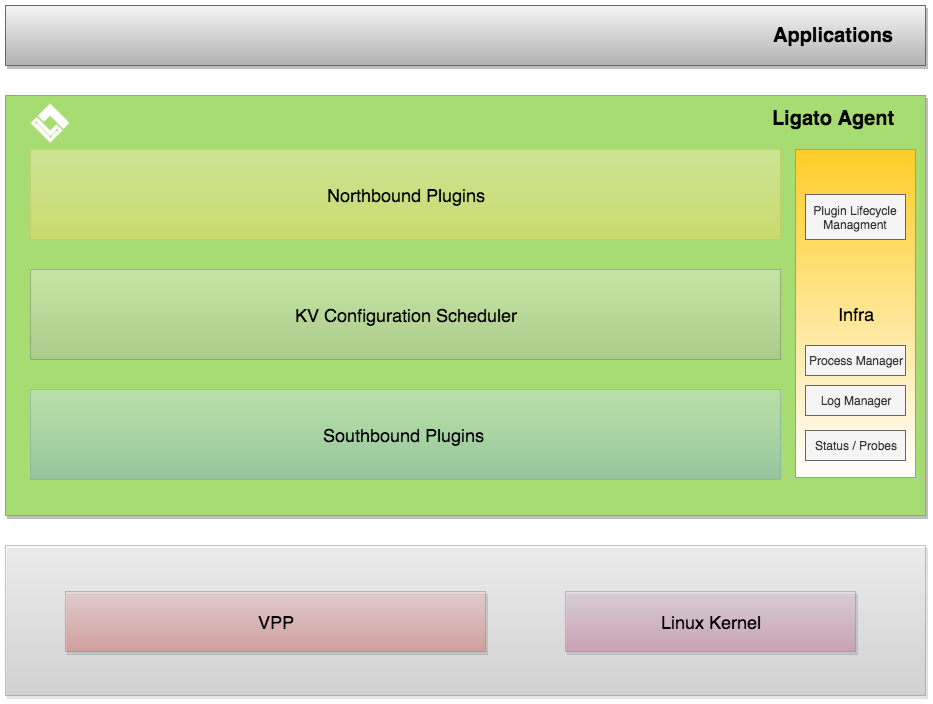 Applications
Ligato Agent
Northbound Plugins
Plugin Lifecycle
Managment
KV Configuration Scheduler
Infra
Process Manager
Log Manager
Southbound Plugins
Status / Probes
VPP
Linux Kernel